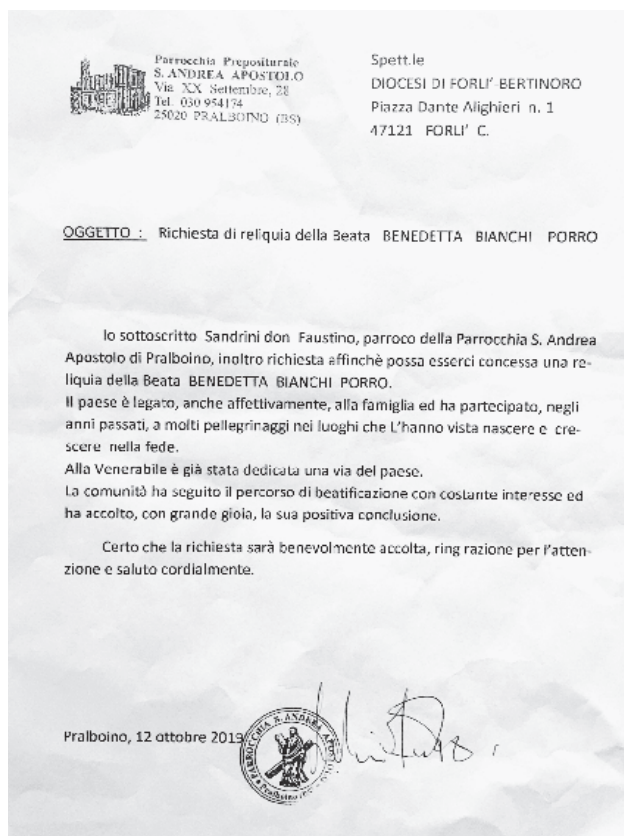 Parrocchia Prepositurale
S. ANDREA APOSTOLO
Via XX Settembre, 28
Tel. 030 954174
25020 PRALBOINO (BS)
Spett.le
DIOCESI DI FORLI’ BERTINORO
Piazza Dante Alighieri n. 1
47121 FORLI’ C.
OGGETTO : Richiesta di reliquia della Beata BENEDETTA BIANCHI PORRO
Io sottoscritto Sandrini don Faustino, parroco della Parrocchia S. Andrea
Apostolo di Pralboino, inoltro richiesta affinchè possa esserci concessa una re-
liquia della Beata BENEDETTA BIANCHI PORRO.
Il paese è legato, anche affettivamente, alla famiglia ed ha partecipato, negli
anni passati, a molti pellegrinaggi nei luoghi che L’hanno vista nascere e cre-
scere nella fede.
Alla Venerabile è già stata dedicata una via del paese.
La comunità ha seguito il percorso di beatificazione con costante interesse ed
ha accolto, con grande gioia, la sua positiva conclusione.
Certo che la richiesta sarà benevolmente accolta, ring razione per l’atten-
zione e saluto cordialmente.
Pralboino, 12 ottobre 2019
PARROCCHIA S. ANDREA APOSTOLO
Pralboino